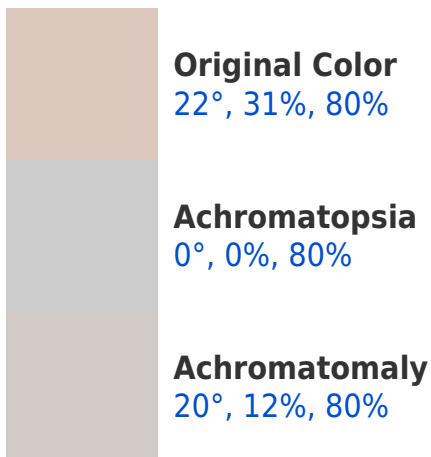 Original Color
22°, 31%, 80%
Achromatopsia
0°, 0%, 80%
Achromatomaly
20°, 12%, 80%